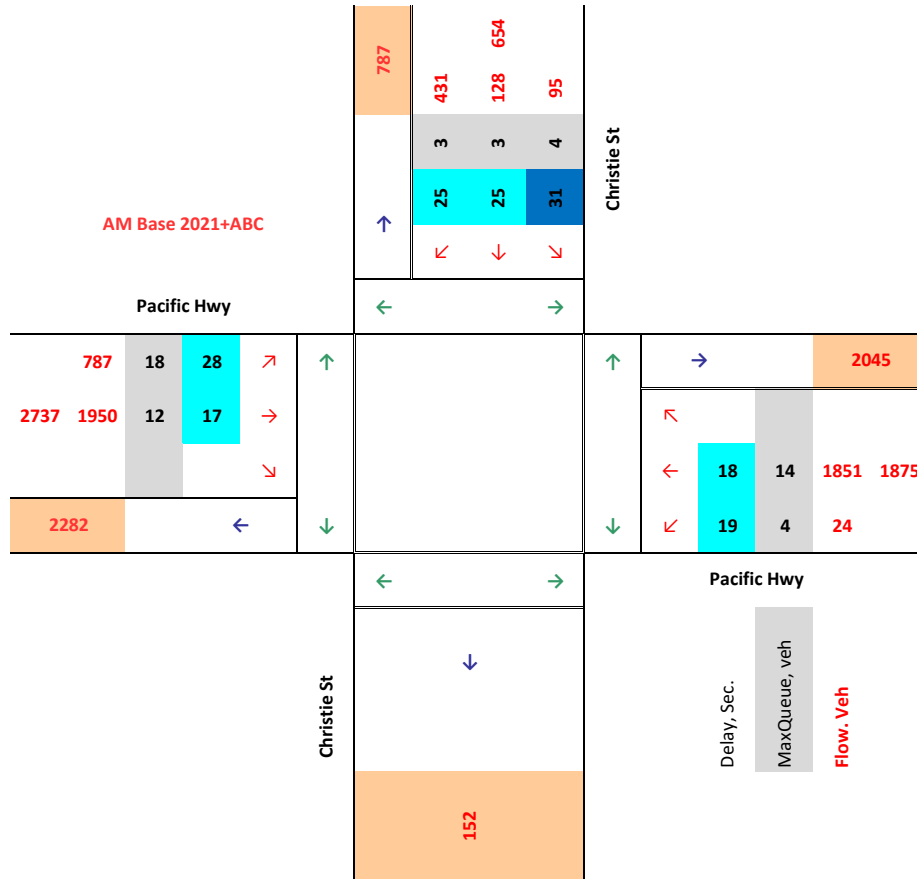 654
787
431
128
95
3
3
4
Christie St
25
25
31
AM Base 2021+ABC
↑
↙ ↓ ↘
Pacific Hwy
← →
787 18 28 ↗ ↑ ↑ → 2045
2737 1950 12 17 → ↖
↘ ← 18 14 1851 1875
2282 ← ↓ ↓ ↙ 19 4 24
← →
Pacific Hwy
↓
Christie St
Delay, Sec.
MaxQueue, veh
Flow. Veh
152